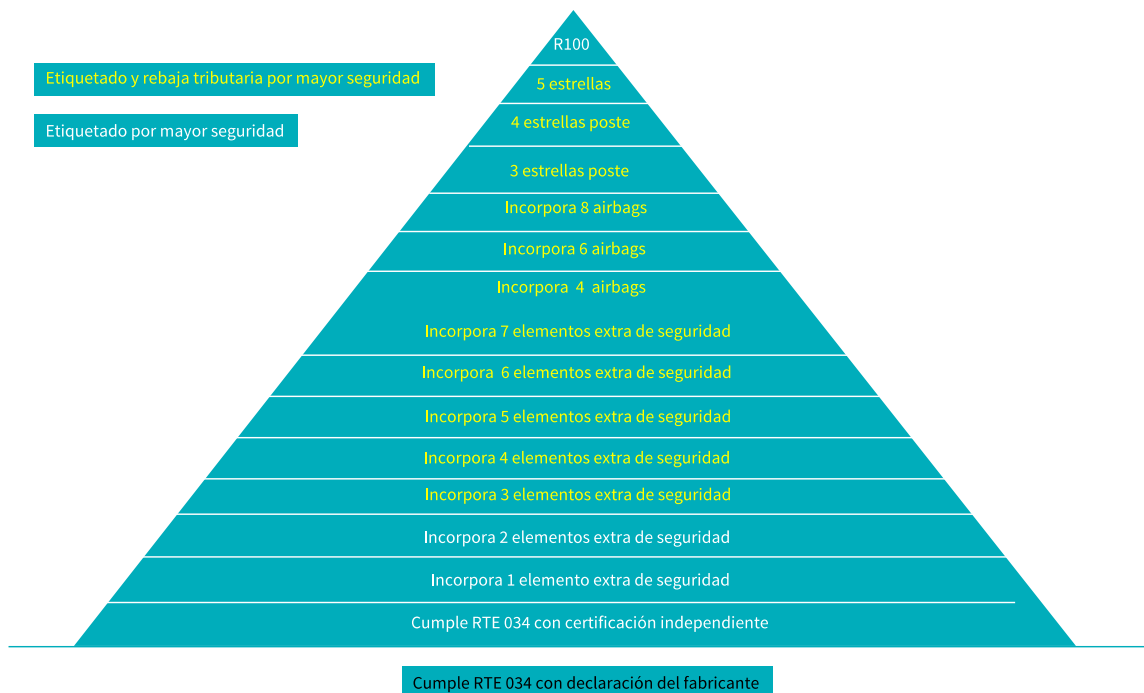 R100
Etiquetado y rebaja tributaria por mayor seguridad
5 estrellas
Etiquetado por mayor seguridad
4 estrellas poste
3 estrellas poste
Incorpora 8 airbags
Incorpora 6 airbags
Incorpora 4 airbags
Incorpora 7 elementos extra de seguridad
Incorpora 6 elementos extra de seguridad
Incorpora 5 elementos extra de seguridad
Incorpora 4 elementos extra de seguridad
Incorpora 3 elementos extra de seguridad
Incorpora 2 elementos extra de seguridad
Incorpora 1 elemento extra de seguridad
Cumple RTE 034 con certificación independiente
Cumple RTE 034 con declaración del fabricante